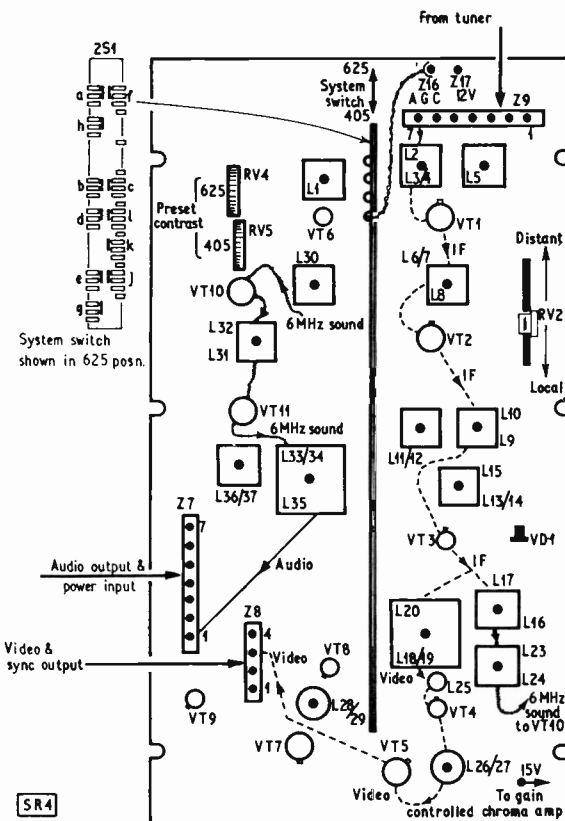 From tuner
2S1
a
f
h
b
c
d
l
k
e
j
g
System switch
shown in 625 posn.
625
System
switch
405
Z16
Z17
AGC
12V
Z9
7
1
L2
L3/4
L5
VT1
IF
L6/7
L8
VT2
IF
Distant
RV2
Local
L10
L9
L11/12
L15
L13/14
VT3
VD1
IF
L17
L16
L20
L18/19
L23
L24
Video
L25
VT4
6MHz
sound
to VT10
L26/27
15V
To gain
controlled chroma amp
VT5
Video
625
RV4
Preset
contrast
405
RV5
L1
VT6
L30
VT10
6MHz sound
L32
L31
VT11
6MHz sound
L33/34
L35
L36/37
Z7
7
1
Audio output &
power input
Audio
Z8
4
1
Video
Video &
sync output
VT8
L28/29
VT9
VT7
SR4